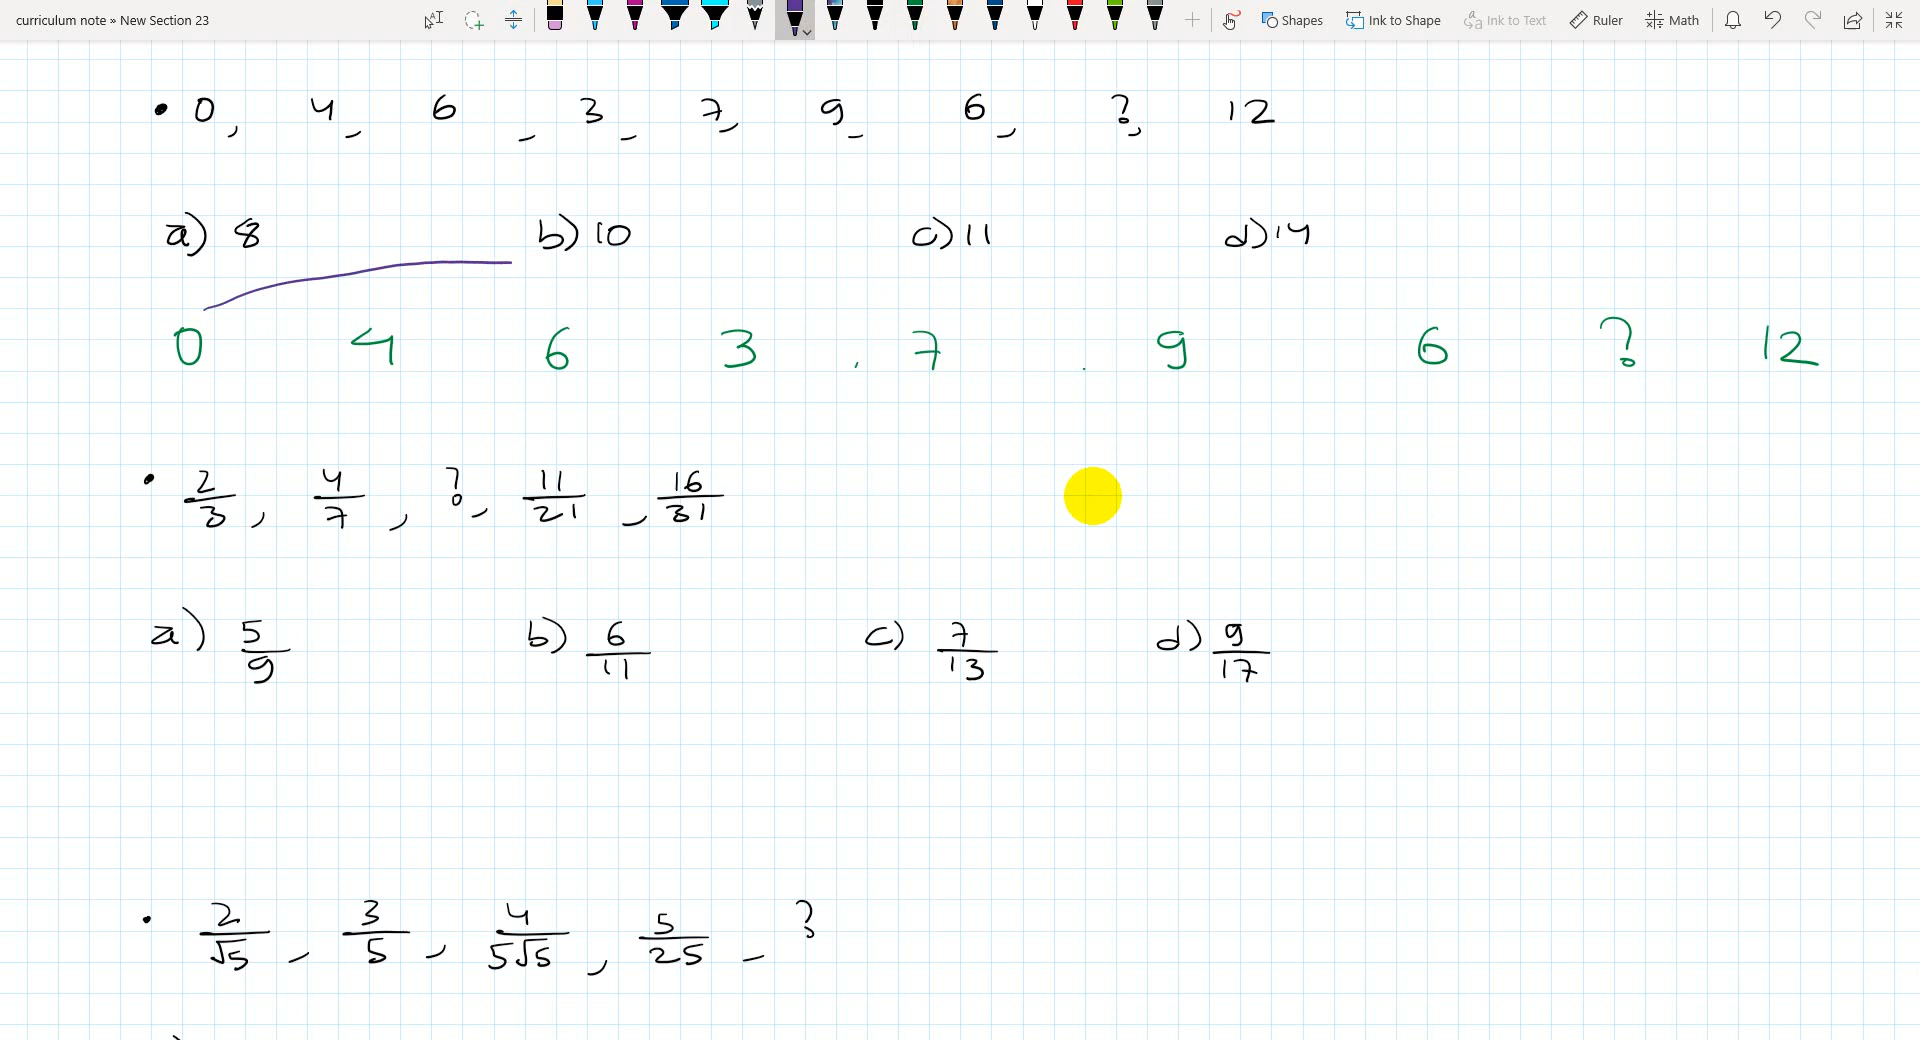 curriculum note » New Section 23 Shapes Ink to Shape Ink to Text Ruler Math
• 0, 4, 6, 3, 7, 9, 6, ?, 12
a) 8 b) 10 c) 11 d) 14
0 4 6 3 . 7 . 9 6 ? 12
• 2/3, 4/7, ?, 11/21, 16/31
a) 5/9 b) 6/11 c) 7/13 d) 9/17
• 2/√5, 3/5, 4/5√5, 5/25, ?